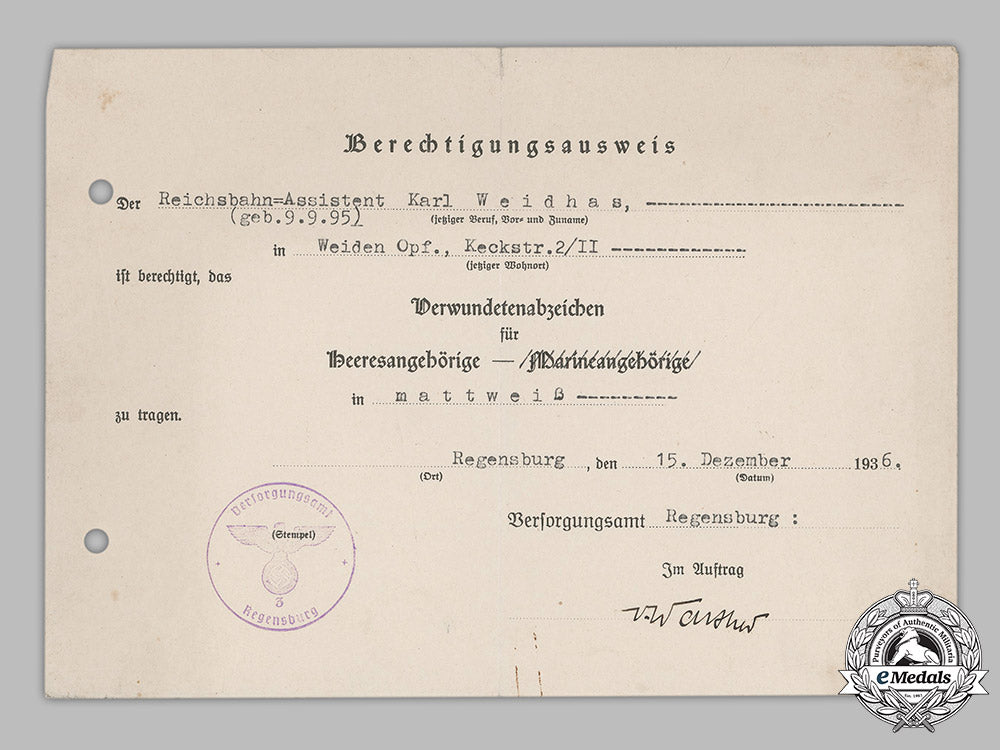 Berechtigungsausweis
Der Reichsbahn=Assistent Karl Weidhas,
(geb.9.9.95) (jetziger Beruf, Vor= und Zuname)
in Weiden Opf., Keckstr.2/II
(jetziger Wohnort)
ist berechtigt, das
Verwundetenabzeichen
für
Heeresangehörige — Marineangehörige
in mattweiß
zu tragen.
Regensburg, den 15. Dezember 1936.
(Ort) (Datum)
Versorgungsamt Regensburg :
Im Auftrag
Versorgungsamt
(Stempel)
3
Regensburg
Purveyors of Authentic Militaria
eMedals